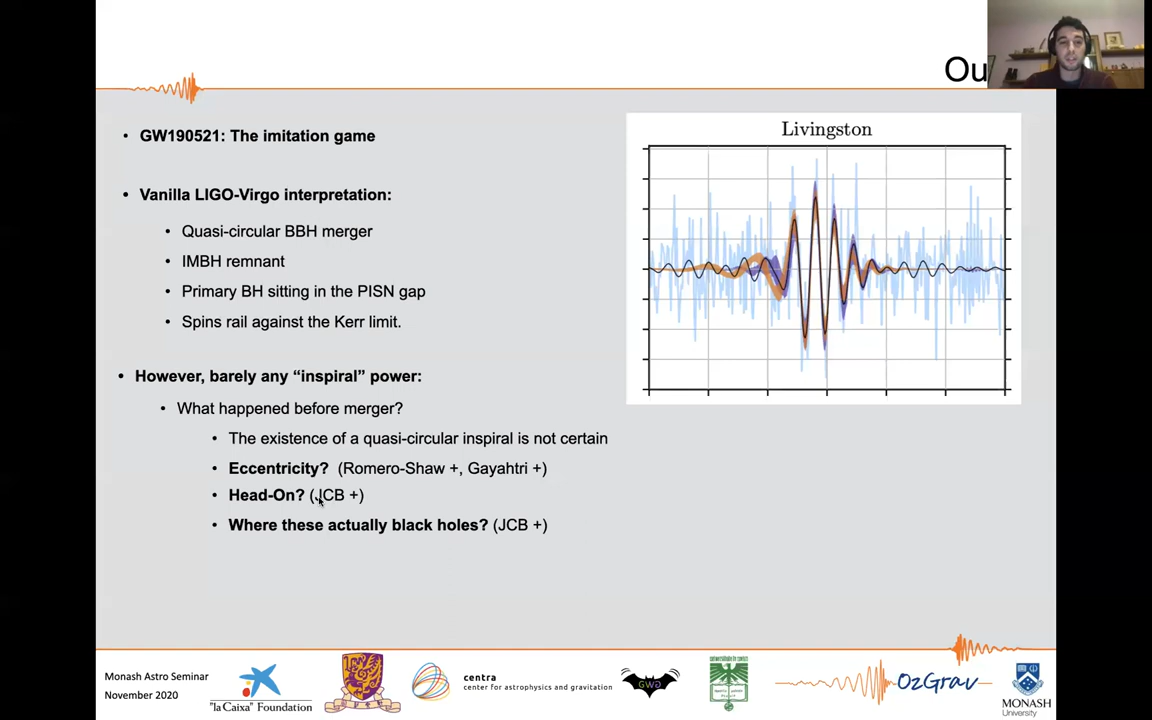 Ou
GW190521: The imitation game
Vanilla LIGO-Virgo interpretation:
Quasi-circular BBH merger
IMBH remnant
Primary BH sitting in the PISN gap
Spins rail against the Kerr limit.
However, barely any “inspiral” power:
What happened before merger?
The existence of a quasi-circular inspiral is not certain
Eccentricity? (Romero-Shaw +, Gayahtri +)
Head-On? (JCB +)
Where these actually black holes? (JCB +)
Livingston
Monash Astro Seminar
November 2020
"la Caixa" Foundation
centra
center for astrophysics and gravitation
GWG
OzGrav
MONASH
University